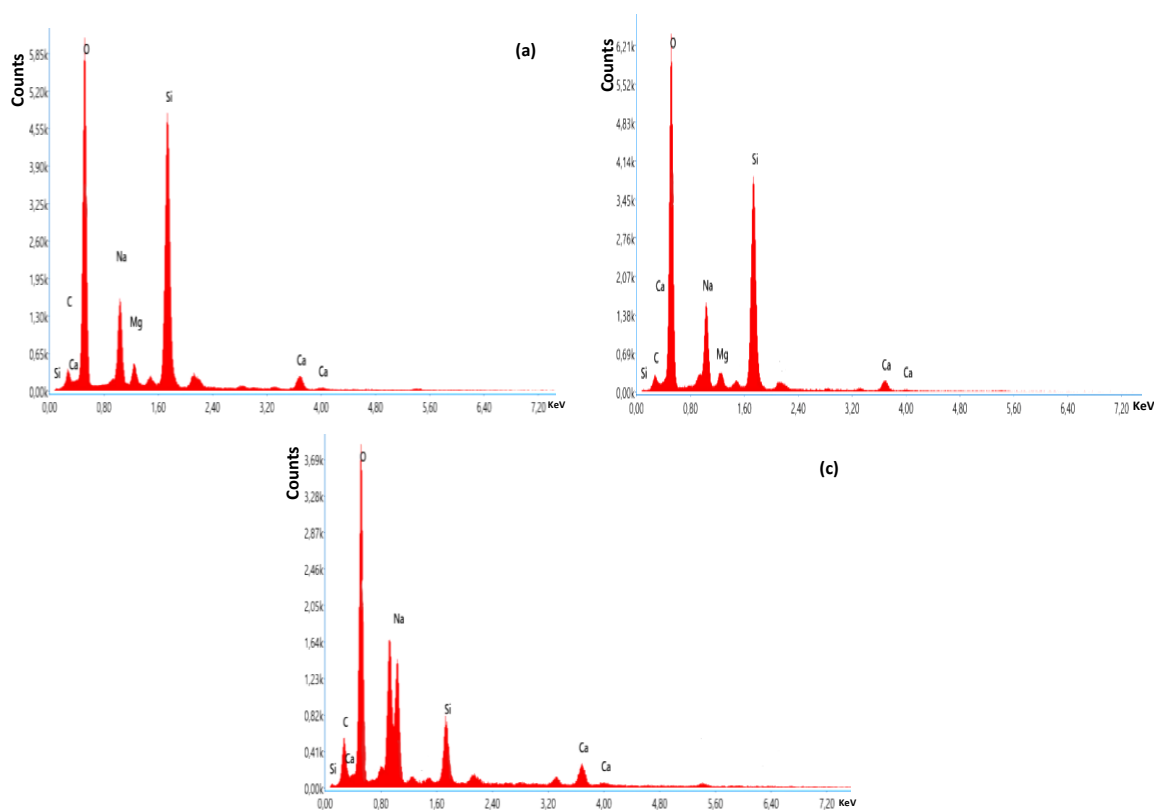 (a)
Counts
5,85k
5,20k
4,55k
3,90k
3,25k
2,60k
1,95k
1,30k
0,65k
0,00k
O
Si
Na
C
Mg
Si
Ca
Ca
Ca
0,00 0,80 1,60 2,40 3,20 4,00 4,80 5,60 6,40 7,20 KeV
Counts
6,21k
5,52k
4,83k
4,14k
3,45k
2,76k
2,07k
1,38k
0,69k
0,00k
O
Si
Ca
Na
C
Mg
Si
Ca
Ca
0,00 0,80 1,60 2,40 3,20 4,00 4,80 5,60 6,40 7,20 KeV
(c)
Counts
3,69k
3,28k
2,87k
2,46k
2,05k
1,64k
1,23k
0,82k
0,41k
0,00k
O
Na
C
Si
Ca
Si
Ca
Ca
0,00 0,80 1,60 2,40 3,20 4,00 4,80 5,60 6,40 7,20 KeV